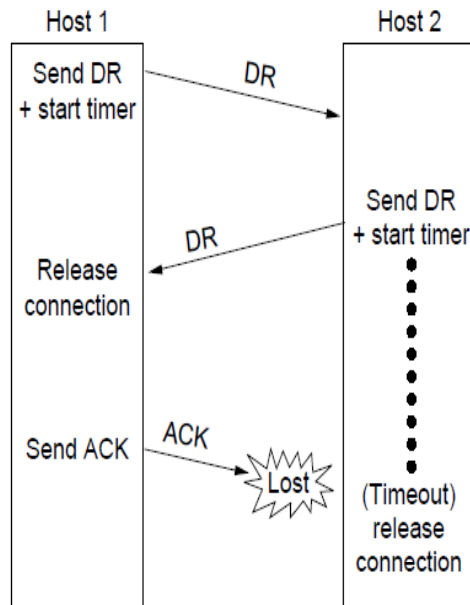 Host 1
Host 2
Send DR
+ start timer
DR
Send DR
+ start timer
DR
Release
connection
Send ACK
ACK
Lost
(Timeout)
release
connection